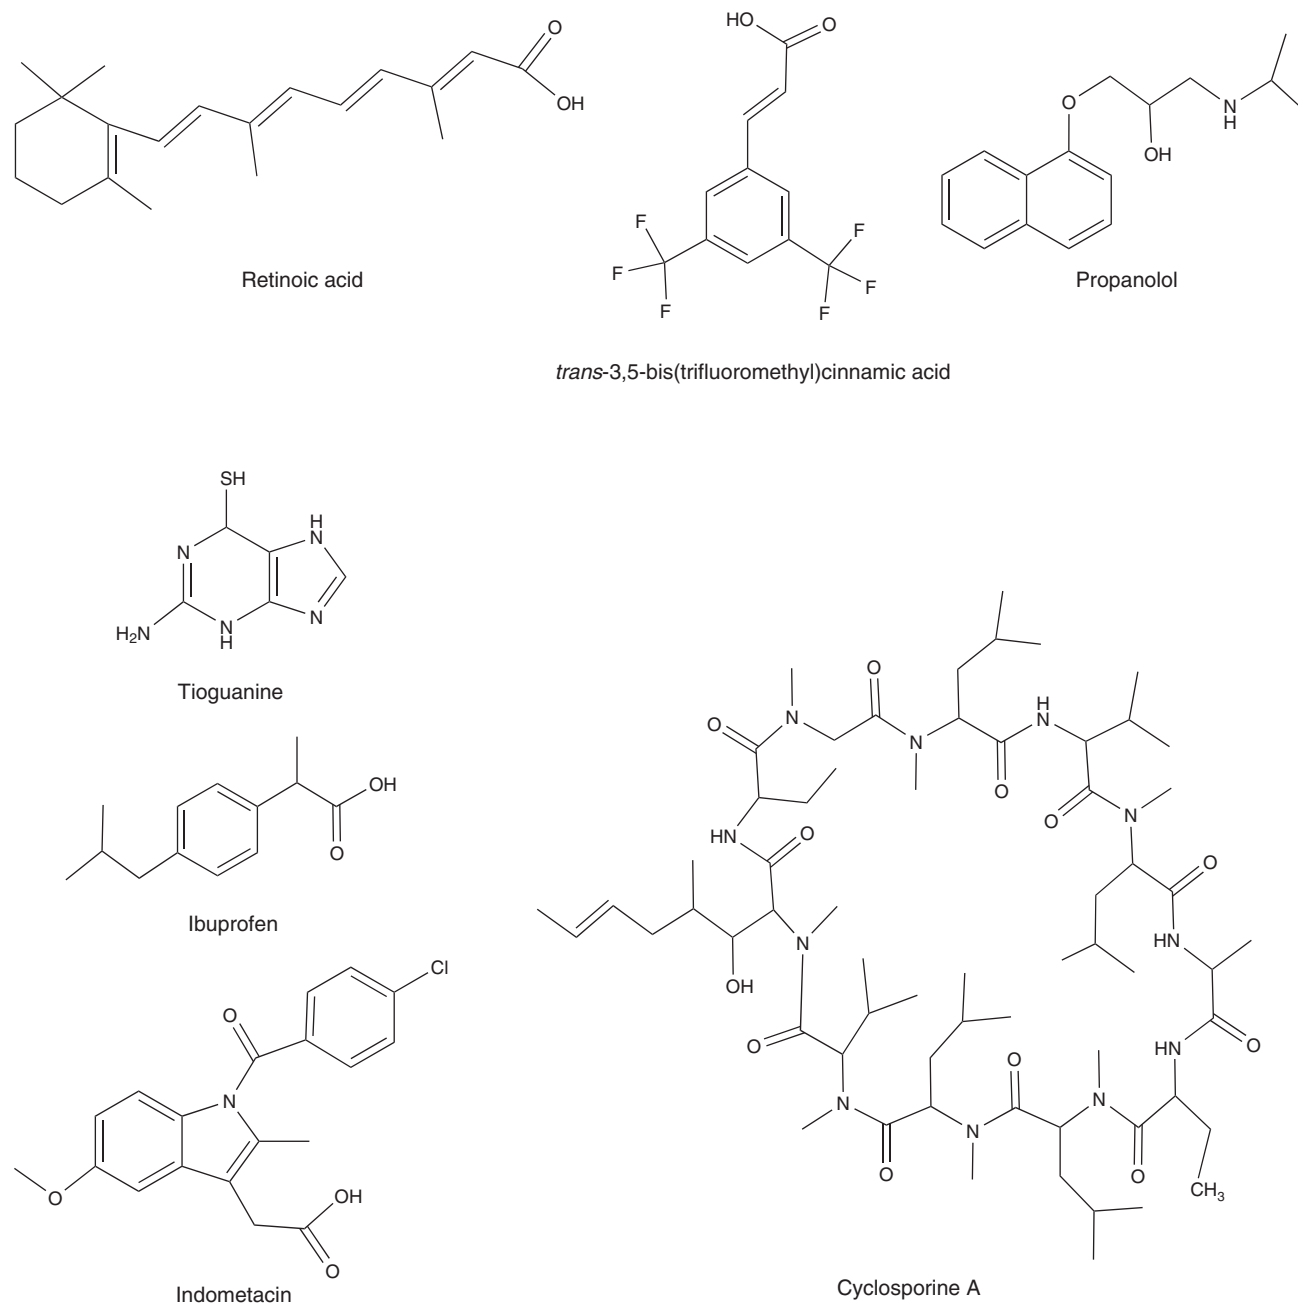 O
OH
Retinoic acid
HO
O
F
F
F
F
F
F
trans-3,5-bis(trifluoromethyl)cinnamic acid
O
OH
N
H
Propanolol
SH
N
H
N
N
H
N
H2N
Tioguanine
OH
O
Ibuprofen
Cl
O
N
O
OH
O
Indometacin
O
N
O
N
O
H
N
O
N
O
HN
O
N
OH
O
HN
O
HN
O
N
O
N
O
N
O
CH3
Cyclosporine A